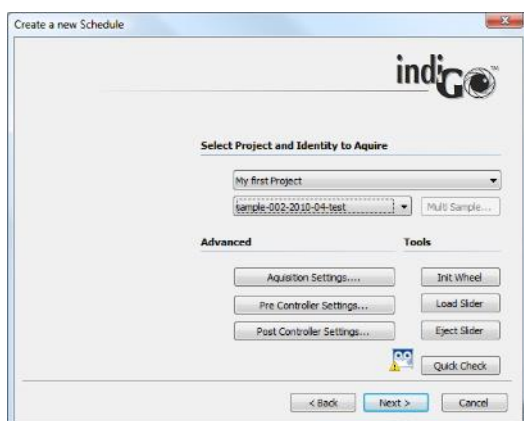 Create a new Schedule
indiGo™
Select Project and Identity to Aquire
My first Project
sample-002-2010-04-test
Multi Sample...
Advanced
Tools
Aquisition Settings....
Init Wheel
Pre Controller Settings...
Load Slider
Post Controller Settings...
Eject Slider
Quick Check
< Back
Next >
Cancel